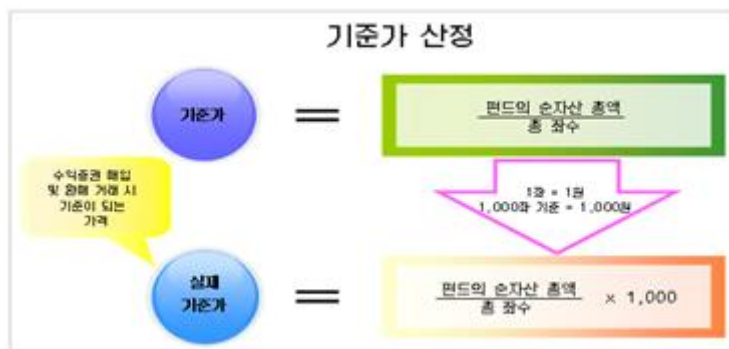 기준가 산정
기준가
=
펀드의 순자산 총액
총 좌수
수익증권 매입
및 환매 거래 시
기준이 되는
가격
1좌 = 1원
1,000좌 기준 = 1,000원
실제
기준가
=
펀드의 순자산 총액
총 좌수
× 1,000